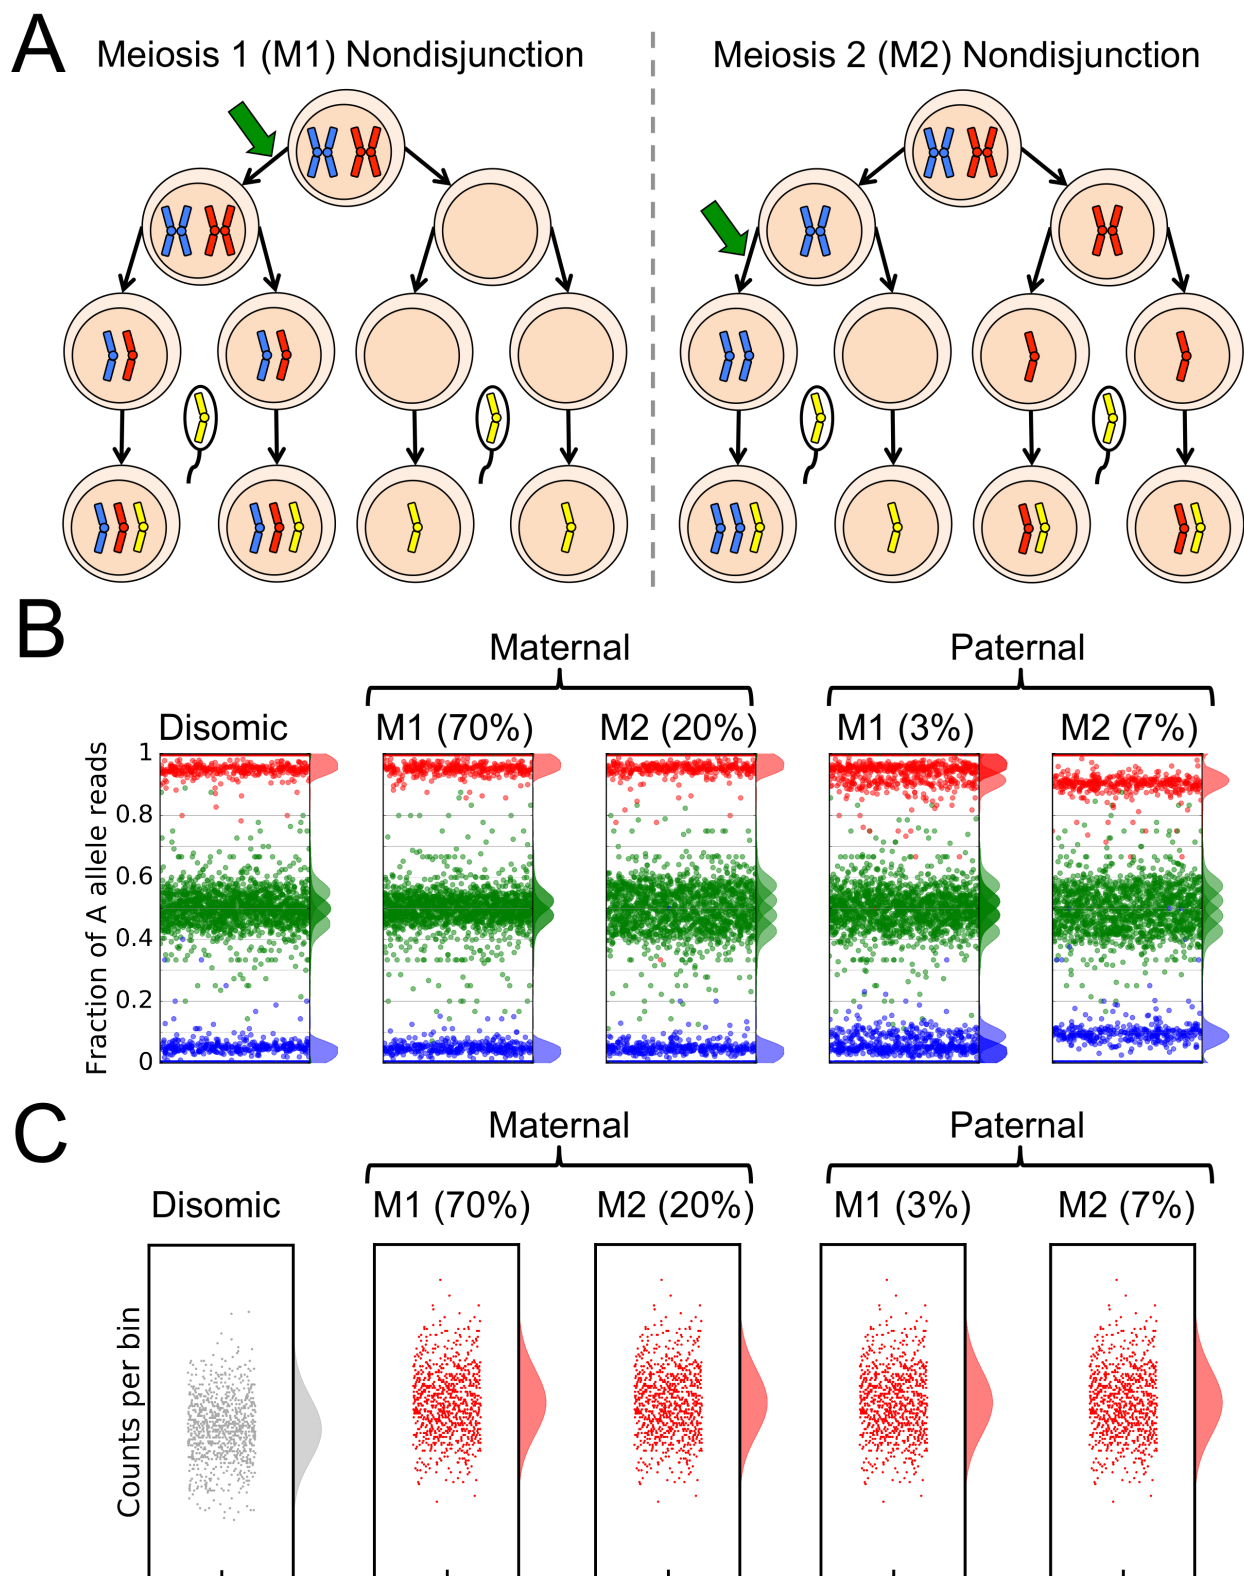 A
Meiosis 1 (M1) Nondisjunction
Meiosis 2 (M2) Nondisjunction
B
Maternal
Paternal
Disomic
M1 (70%)
M2 (20%)
M1 (3%)
M2 (7%)
Fraction of A allele reads
1
0.8
0.6
0.4
0.2
0
C
Maternal
Paternal
Disomic
M1 (70%)
M2 (20%)
M1 (3%)
M2 (7%)
Counts per bin